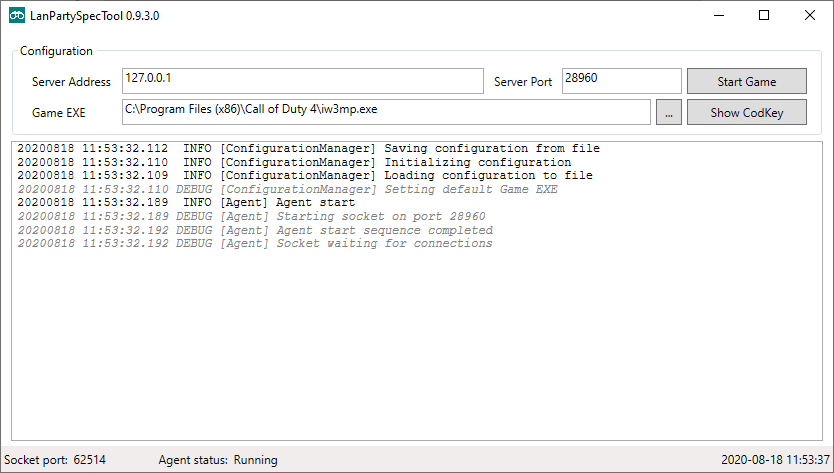 LanPartySpecTool 0.9.3.0
Configuration
Server Address 127.0.0.1 Server Port 28960 Start Game
Game EXE C:\Program Files (x86)\Call of Duty 4\iw3mp.exe ... Show CodKey
20200818 11:53:32.112  INFO [ConfigurationManager] Saving configuration from file
20200818 11:53:32.110  INFO [ConfigurationManager] Initializing configuration
20200818 11:53:32.109  INFO [ConfigurationManager] Loading configuration to file
20200818 11:53:32.110 DEBUG [ConfigurationManager] Setting default Game EXE
20200818 11:53:32.189  INFO [Agent] Agent start
20200818 11:53:32.189 DEBUG [Agent] Starting socket on port 28960
20200818 11:53:32.192 DEBUG [Agent] Agent start sequence completed
20200818 11:53:32.192 DEBUG [Agent] Socket waiting for connections
Socket port: 62514 Agent status: Running 2020-08-18 11:53:37